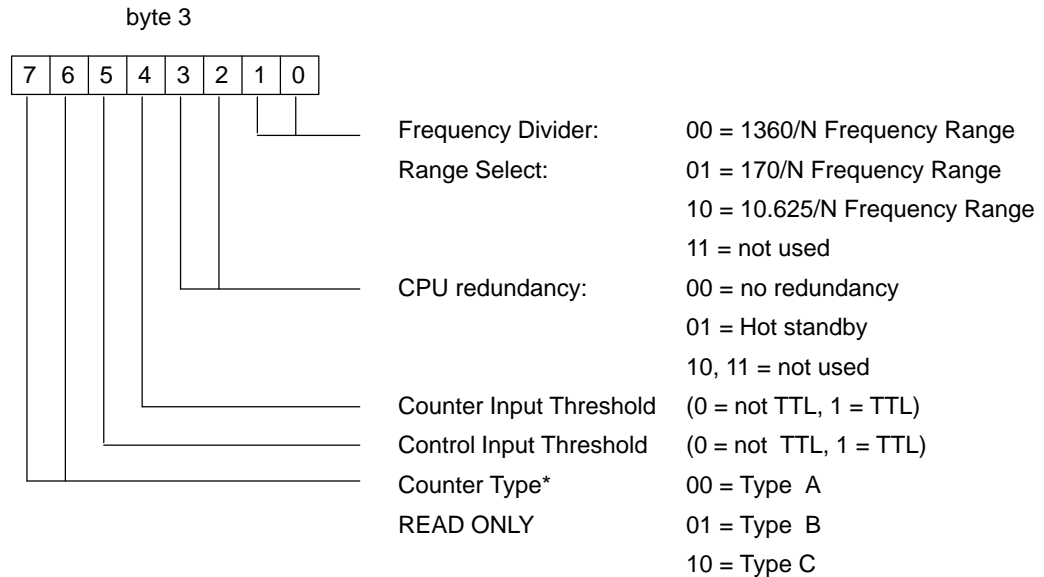 byte 3
7 6 5 4 3 2 1 0
Frequency Divider: 00 = 1360/N Frequency Range
Range Select: 01 = 170/N Frequency Range
10 = 10.625/N Frequency Range
11 = not used
CPU redundancy: 00 = no redundancy
01 = Hot standby
10, 11 = not used
Counter Input Threshold (0 = not TTL, 1 = TTL)
Control Input Threshold (0 = not TTL, 1 = TTL)
Counter Type* 00 = Type A
READ ONLY 01 = Type B
10 = Type C